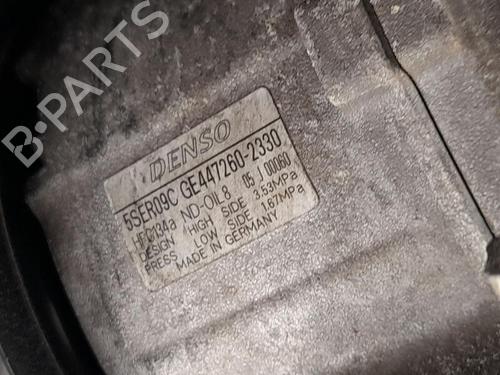 B-PARTS
DENSO
5SER09C GE447260-2330
HFC134a ND-OIL8 05 J 00060
DESIGN HIGH SIDE 3.53MPa
PRESS LOW SIDE 1.67MPa
MADE IN GERMANY